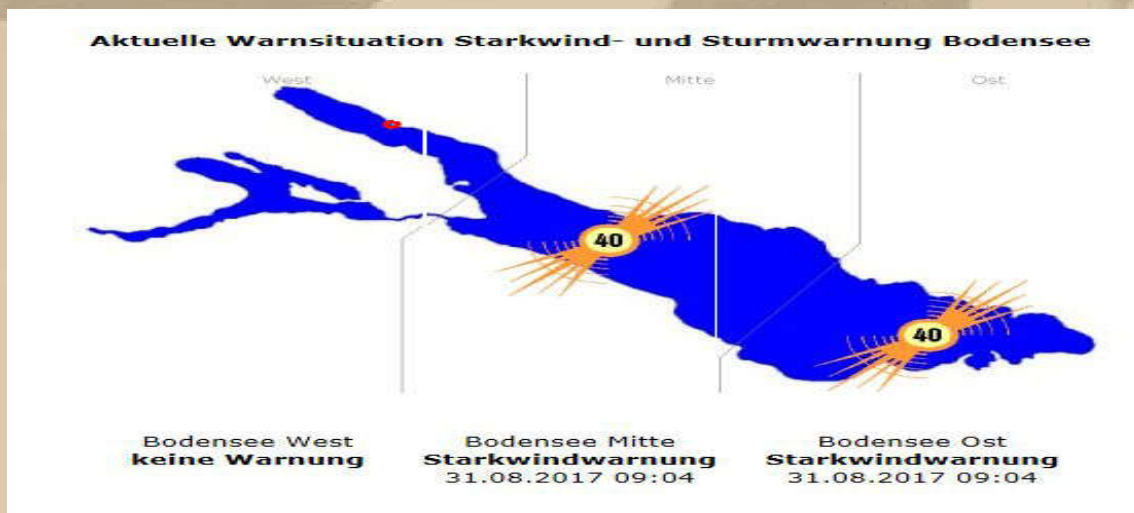 Aktuelle Warnsituation Starkwind- und Sturmwarnung Bodensee
West Mitte Ost
40
40
Bodensee West Bodensee Mitte Bodensee Ost
keine Warnung Starkwindwarnung Starkwindwarnung
31.08.2017 09:04 31.08.2017 09:04